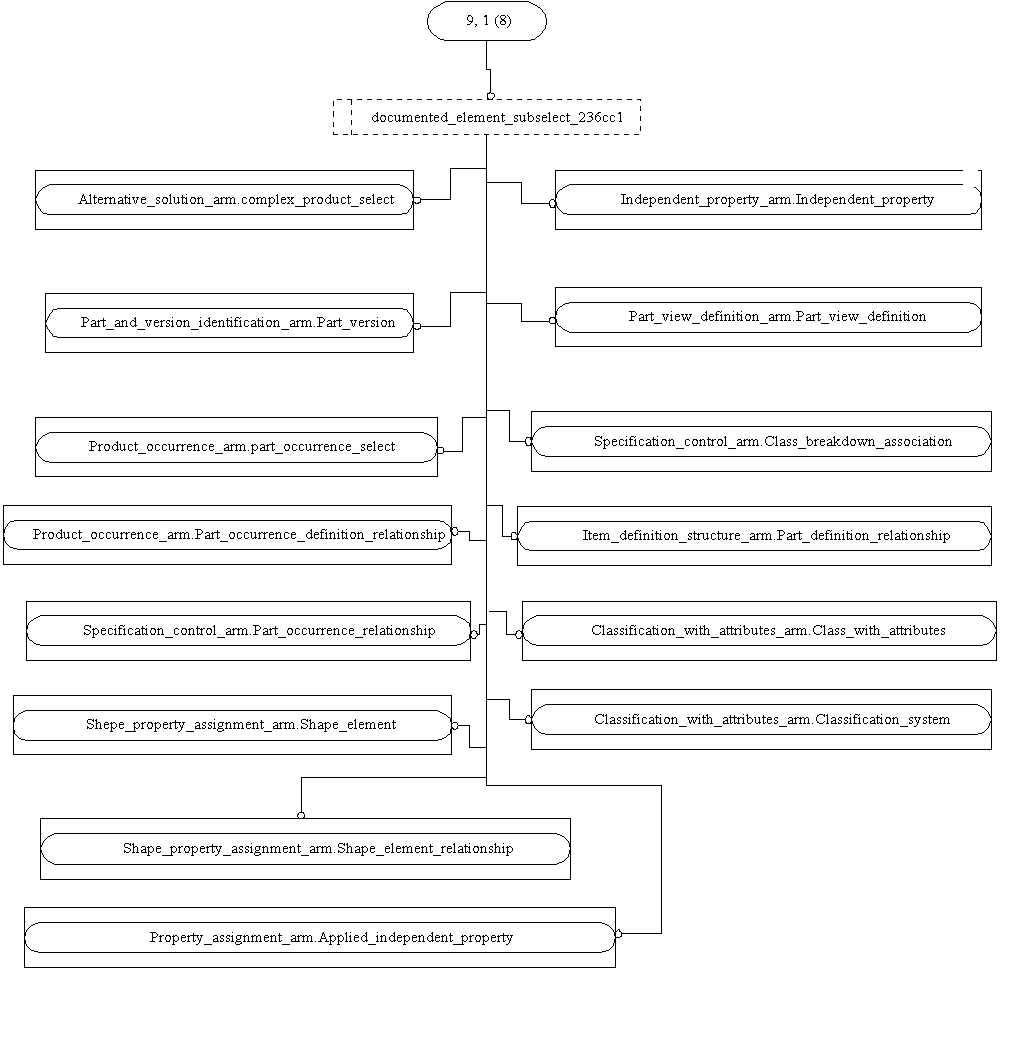 9, 1 (8)
documented_element_subselect_236cc1
Alternative_solution_arm.complex_product_select
Independent_property_arm.Independent_property
Part_and_version_identification_arm.Part_version
Part_view_definition_arm.Part_view_definition
Product_occurrence_arm.part_occurrence_select
Specification_control_arm.Class_breakdown_association
Product_occurrence_arm.Part_occurrence_definition_relationship
Item_definition_structure_arm.Part_definition_relationship
Specification_control_arm.Part_occurrence_relationship
Classification_with_attributes_arm.Class_with_attributes
Shepe_property_assignment_arm.Shape_element
Classification_with_attributes_arm.Classification_system
Shape_property_assignment_arm.Shape_element_relationship
Property_assignment_arm.Applied_independent_property